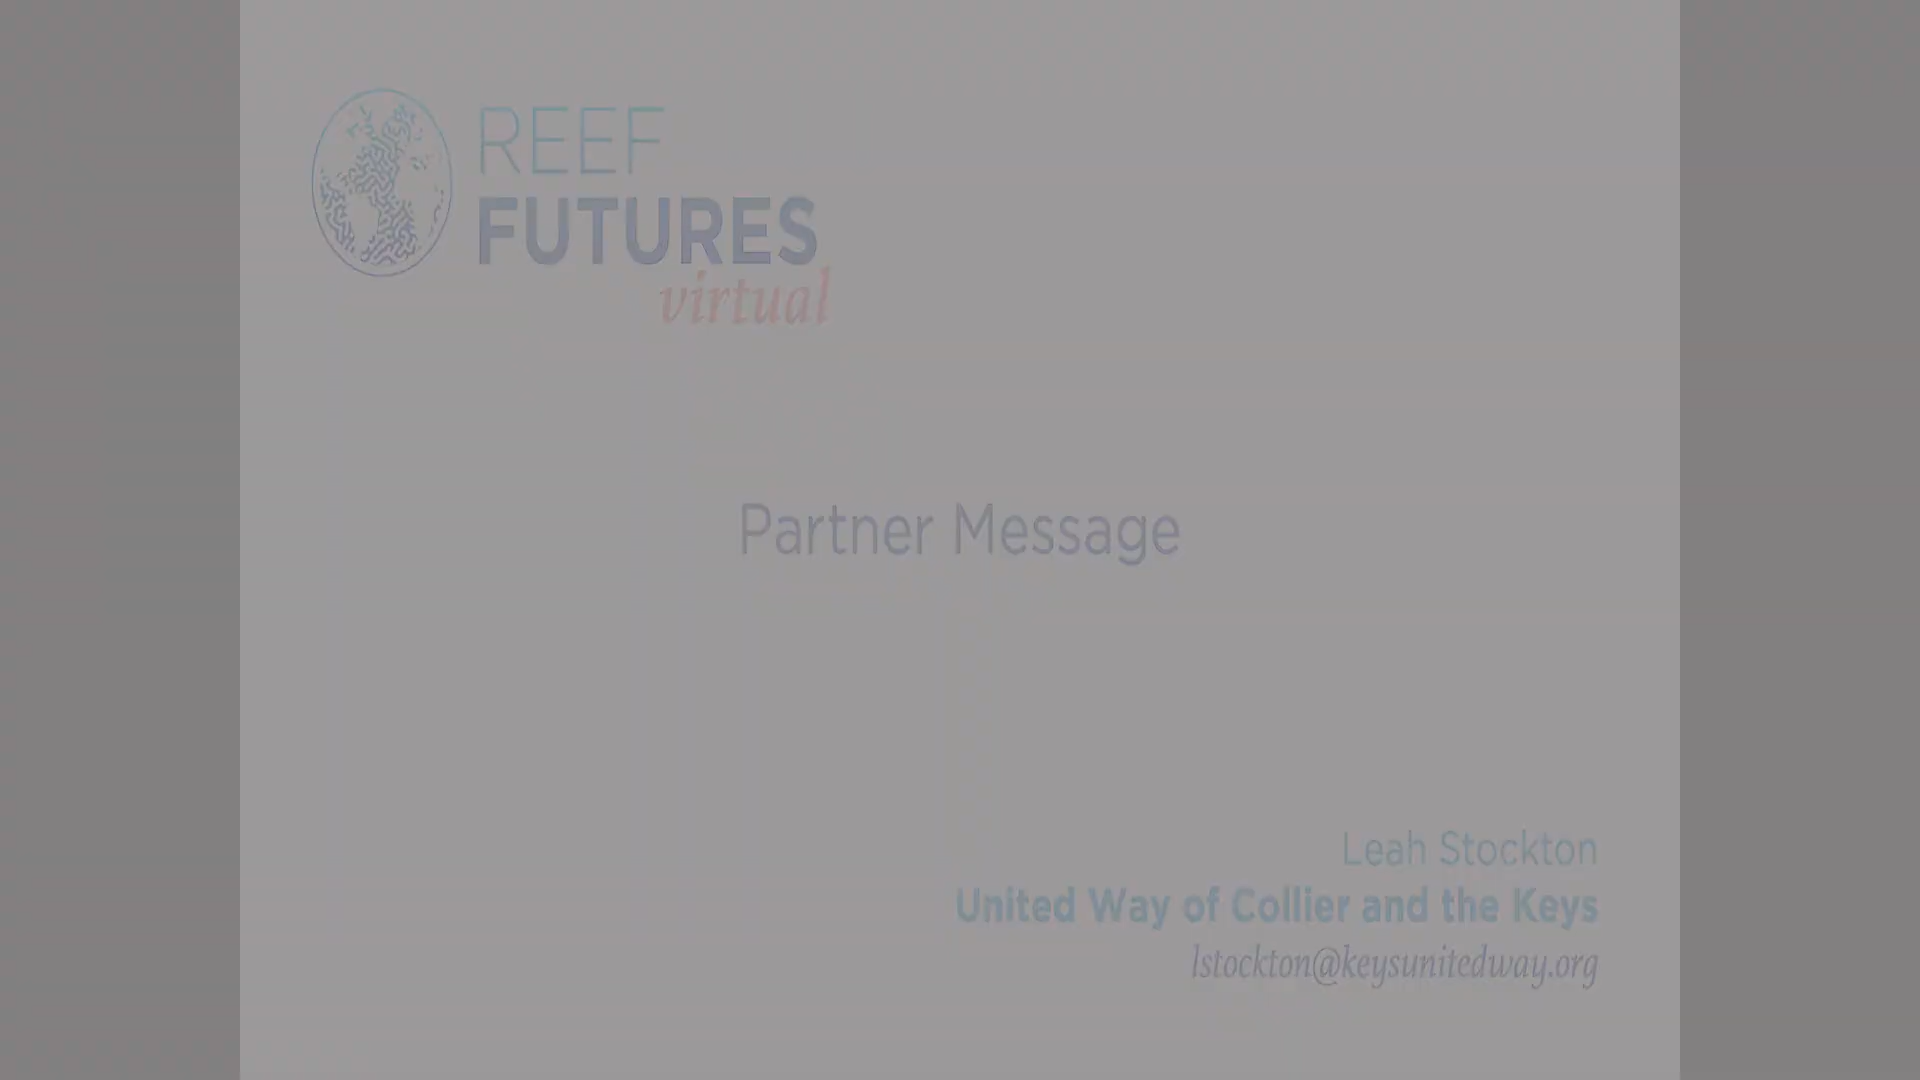 REEF
FUTURES
virtual
Partner Message
Leah Stockton
United Way of Collier and the Keys
lstockton@keysunitedway.org